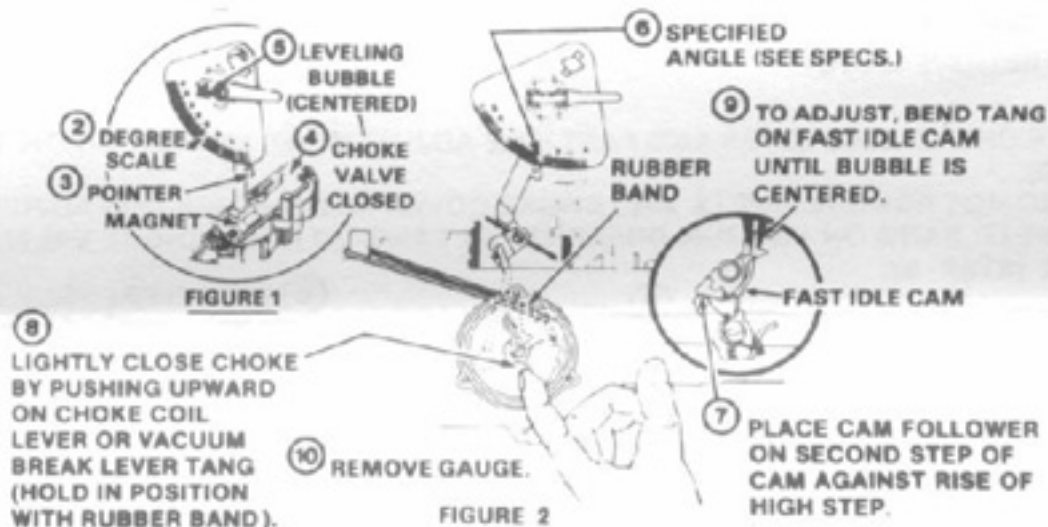 ⑤ LEVELING
BUBBLE
(CENTERED)
② DEGREE
SCALE
③ POINTER
MAGNET
④ CHOKE
VALVE
CLOSED
FIGURE 1
⑥ SPECIFIED
ANGLE (SEE SPECS.)
RUBBER
BAND
⑨ TO ADJUST, BEND TANG
ON FAST IDLE CAM
UNTIL BUBBLE IS
CENTERED.
FAST IDLE CAM
⑧
LIGHTLY CLOSE CHOKE
BY PUSHING UPWARD
ON CHOKE COIL
LEVER OR VACUUM
BREAK LEVER TANG
(HOLD IN POSITION
WITH RUBBER BAND).
⑩ REMOVE GAUGE.
FIGURE 2
⑦ PLACE CAM FOLLOWER
ON SECOND STEP OF
CAM AGAINST RISE OF
HIGH STEP.